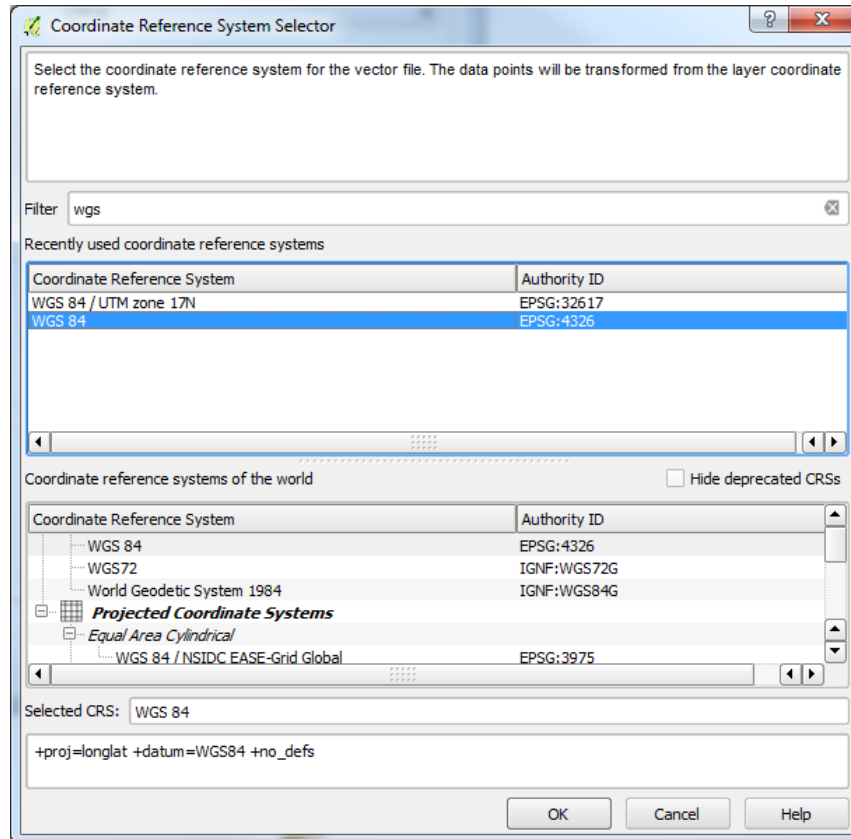 Coordinate Reference System Selector
Select the coordinate reference system for the vector file. The data points will be transformed from the layer coordinate
reference system.
Filter wgs
Recently used coordinate reference systems
Coordinate Reference System Authority ID
WGS 84 / UTM zone 17N EPSG:32617
WGS 84 EPSG:4326
Coordinate reference systems of the world Hide deprecated CRSs
Coordinate Reference System Authority ID
WGS 84 EPSG:4326
WGS72 IGNF:WGS72G
World Geodetic System 1984 IGNF:WGS84G
Projected Coordinate Systems
Equal Area Cylindrical
WGS 84 / NSIDC EASE-Grid Global EPSG:3975
Selected CRS: WGS 84
+proj=longlat +datum=WGS84 +no_defs
OK Cancel Help